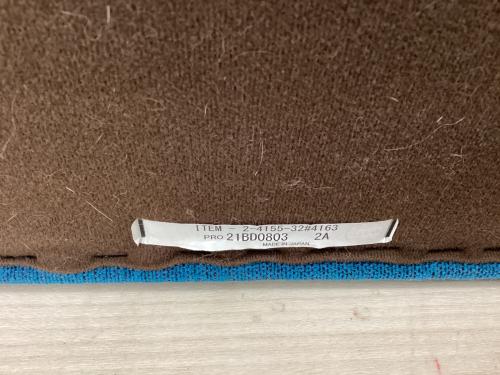 ITEM - 2-4155-32#4163
PRO 21BD0803 2A
MADE IN JAPAN